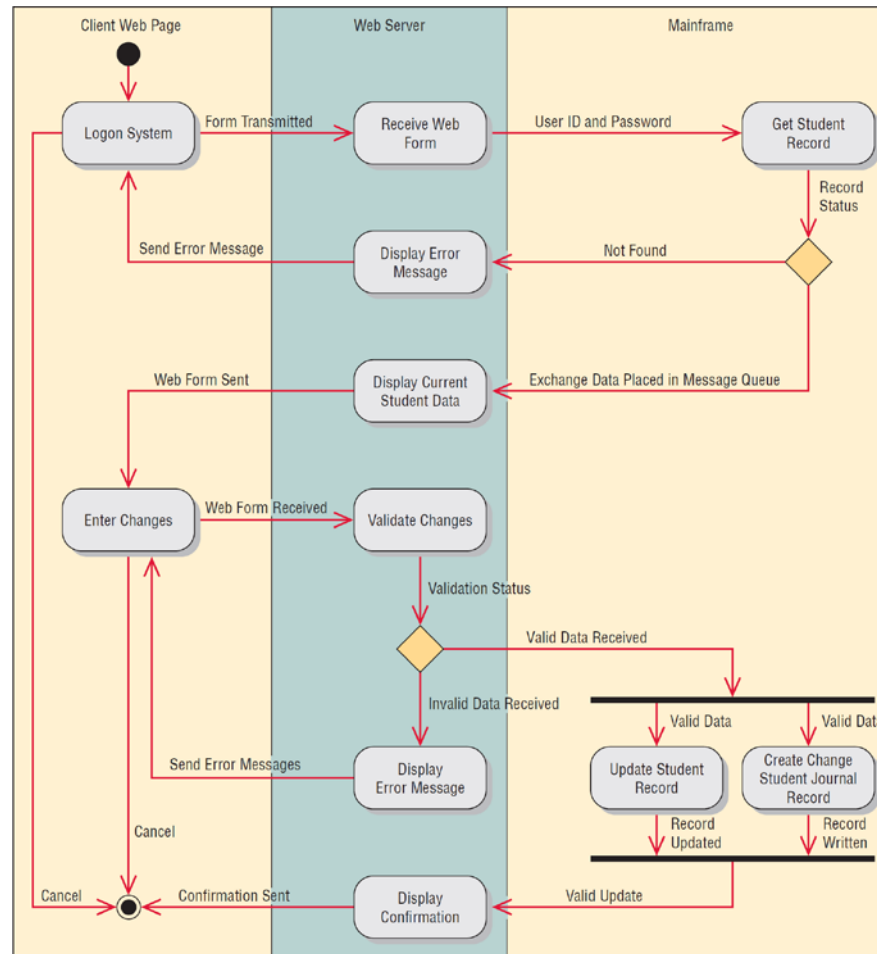 Client Web Page
Web Server
Mainframe
Logon System
Form Transmitted
Receive Web
Form
User ID and Password
Get Student
Record
Record
Status
Send Error Message
Display Error
Message
Not Found
Web Form Sent
Display Current
Student Data
Exchange Data Placed in Message Queue
Enter Changes
Web Form Received
Validate Changes
Validation Status
Valid Data Received
Invalid Data Received
Valid Data
Valid Dat
Send Error Messages
Display
Error Message
Update Student
Record
Create Change
Student Journal
Record
Record
Updated
Record
Written
Cancel
Cancel
Confirmation Sent
Display
Confirmation
Valid Update